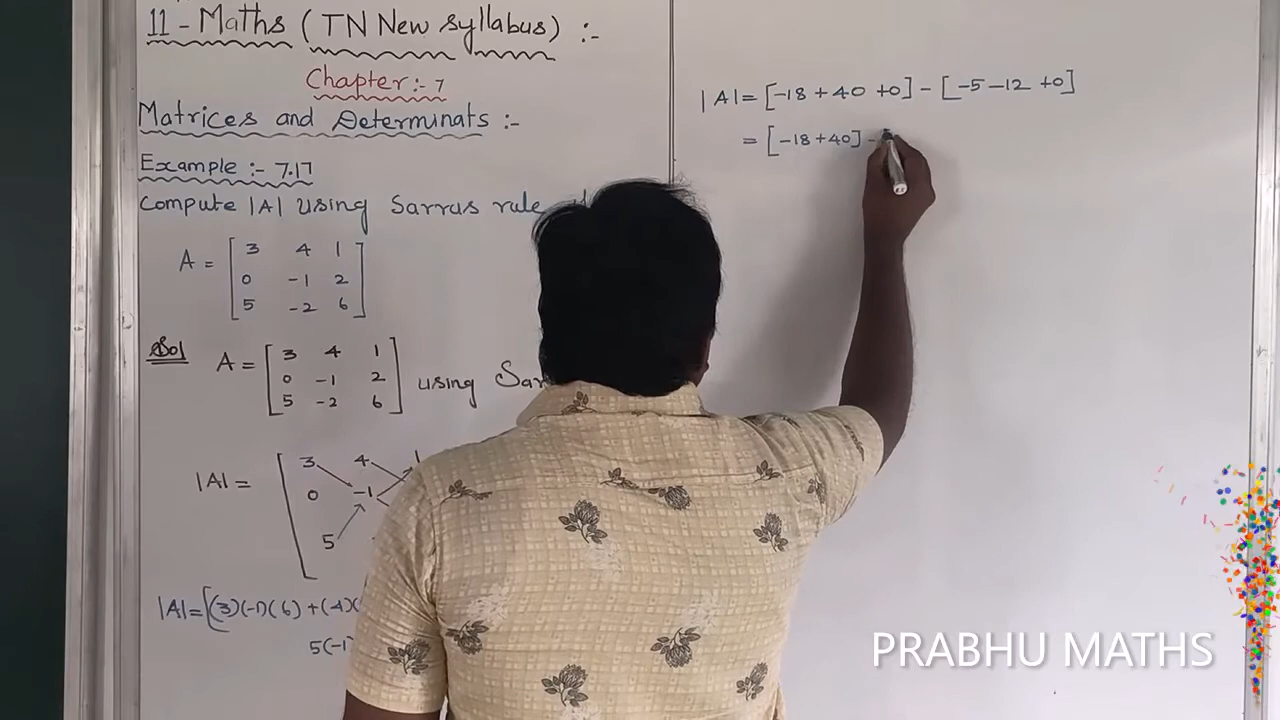 11 - Maths (TN New syllabus) :-
Chapter :- 7
Matrices and Determinats :-
Example :- 7.17
Compute |A| using Sarrus rule
A = [ 3 4 1
0 -1 2
5 -2 6 ]
Sol
A = [ 3 4 1
0 -1 2
5 -2 6 ] using
|A| = [ 3 4
0 -1
5
|A| = [(3)(-1)(6) + (4)(
5(-1)
|A| = [-18 + 40 + 0] - [-5 - 12 + 0]
= [-18 + 40] -
PRABHU MATHS